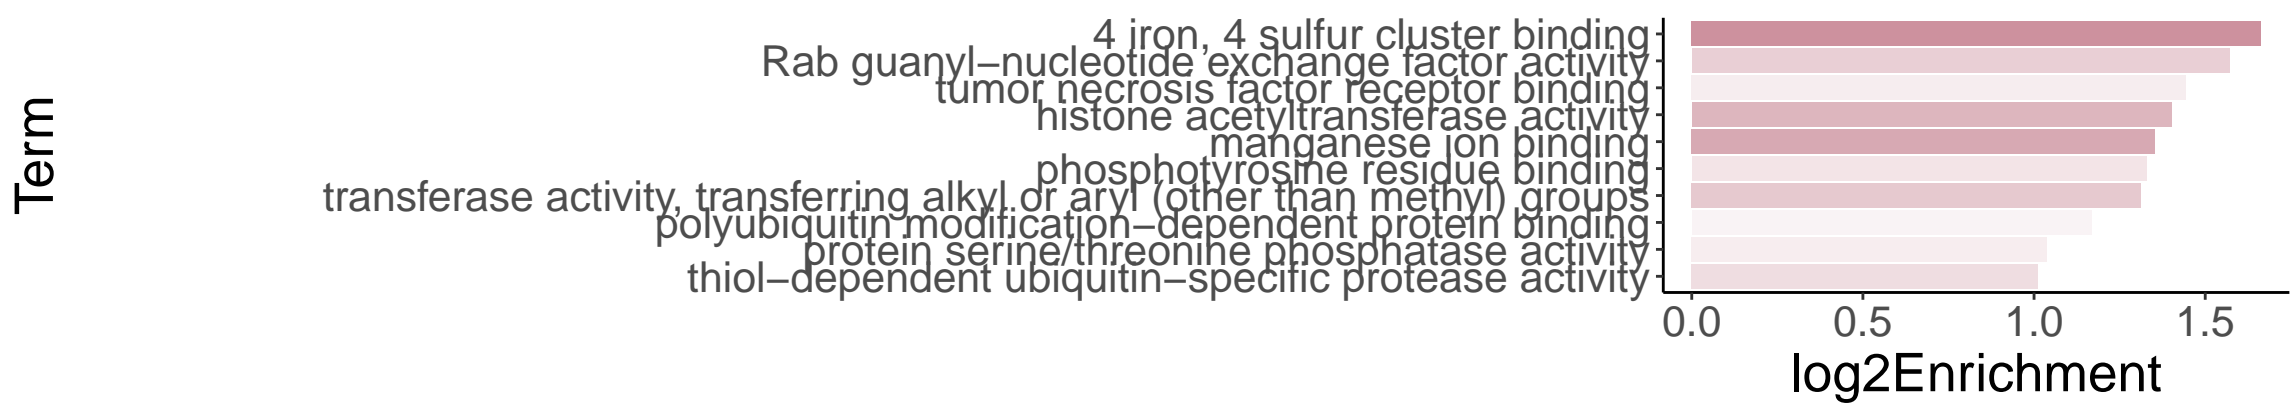 Term
4 iron, 4 sulfur cluster binding
Rab guanyl−nucleotide exchange factor activity
tumor necrosis factor receptor binding
histone acetyltransferase activity
manganese ion binding
phosphotyrosine residue binding
transferase activity, transferring alkyl or aryl (other than methyl) groups
polyubiquitin modification−dependent protein binding
protein serine/threonine phosphatase activity
thiol−dependent ubiquitin−specific protease activity
0.0 0.5 1.0 1.5
log2Enrichment